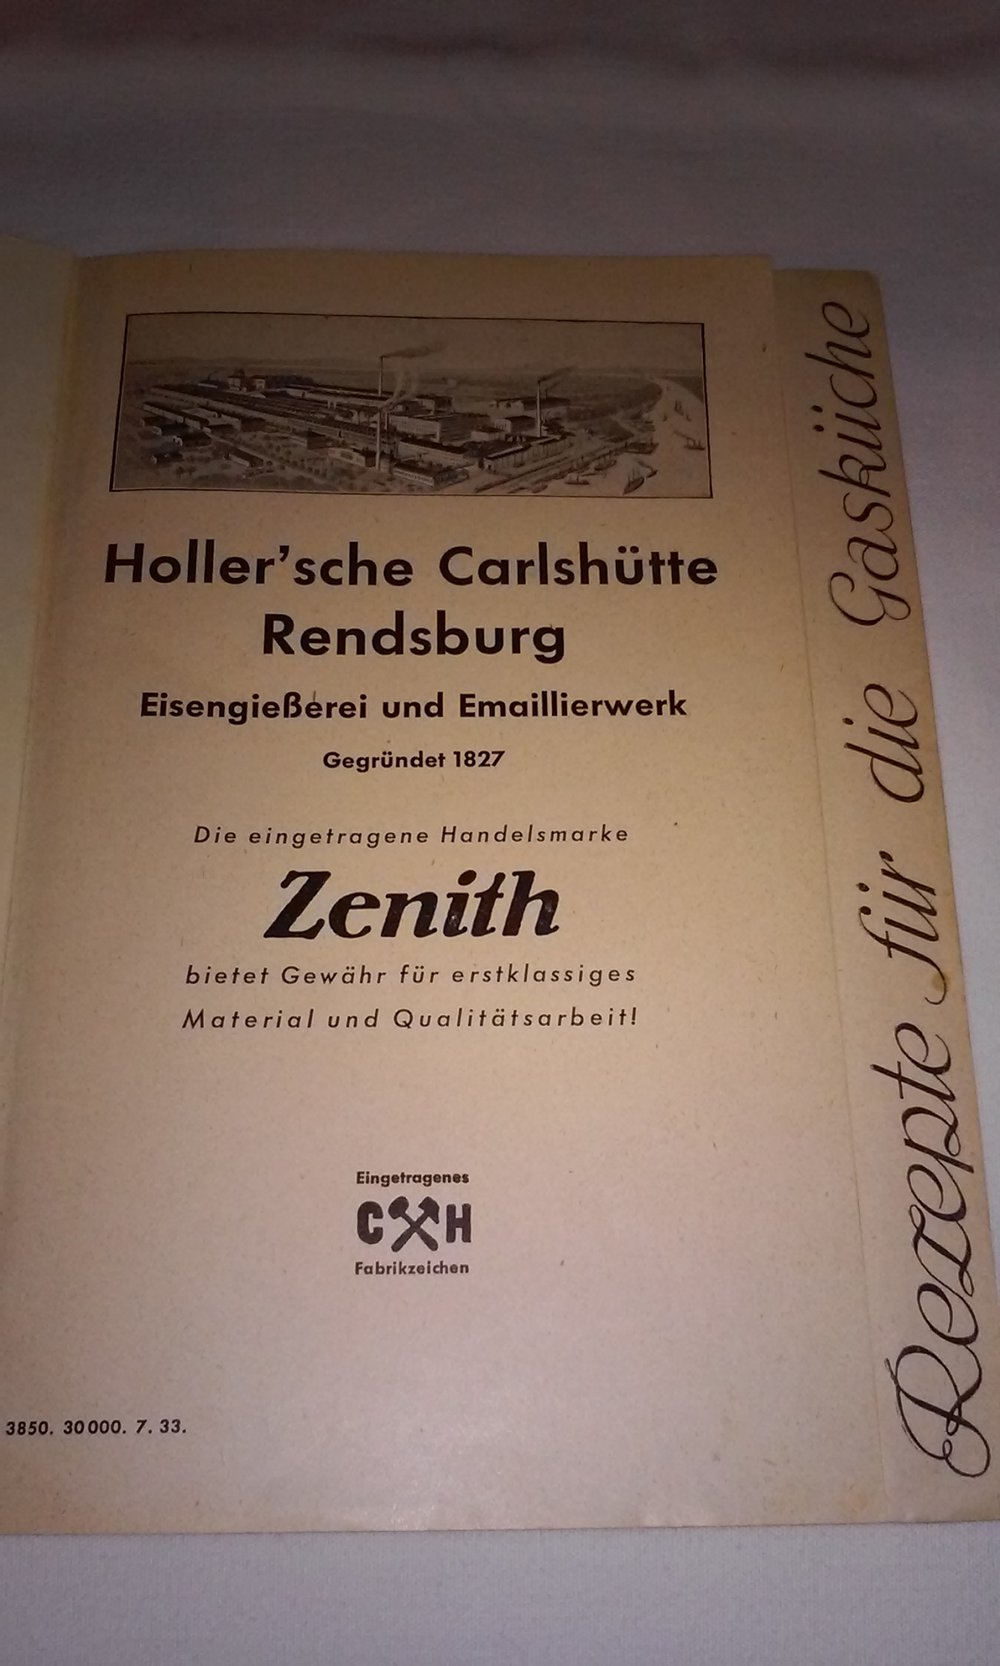 Holler’sche Carlshütte
Rendsburg
Eisengießerei und Emaillierwerk
Gegründet 1827
Die eingetragene Handelsmarke
Zenith
bietet Gewähr für erstklassiges
Material und Qualitätsarbeit!
Eingetragenes
C H
Fabrikzeichen
3850. 30000. 7. 33.
Rezepte für die Gasküche